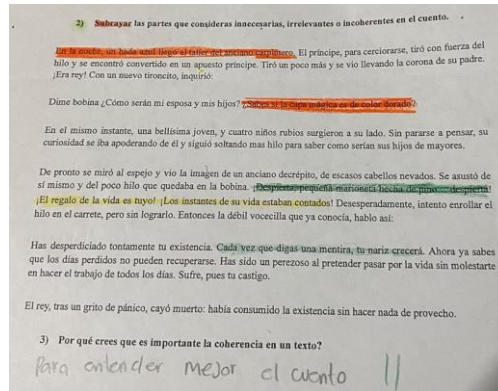 2) Subrayar las partes que consideras innecesarias, irrelevantes o incoherentes en el cuento.
En la noche, un hada azul llegó al taller del anciano carpintero. El príncipe, para cerciorarse, tiró con fuerza del
hilo y se encontró convertido en un apuesto príncipe. Tiró un poco más y se vio llevando la corona de su padre.
¡Era rey! Con un nuevo tironcito, inquirió:
Dime bobina ¿Cómo serán mi esposa y mis hijos? ¿Sabes si la capa mágica es de color dorado?
En el mismo instante, una bellísima joven, y cuatro niños rubios surgieron a su lado. Sin pararse a pensar, su
curiosidad se iba apoderando de él y siguió soltando mas hilo para saber como serían sus hijos de mayores.
De pronto se miró al espejo y vio la imagen de un anciano decrépito, de escasos cabellos nevados. Se asustó de
sí mismo y del poco hilo que quedaba en la bobina. ¡Despierta, pequeña marioneta hecha de pino... despierta!
¡El regalo de la vida es tuyo! ¡Los instantes de su vida estaban contados! Desesperadamente, intento enrollar el
hilo en el carrete, pero sin lograrlo. Entonces la débil vocecilla que ya conocía, hablo así:
Has desperdiciado tontamente tu existencia. Cada vez que digas una mentira, tu nariz crecerá. Ahora ya sabes
que los días perdidos no pueden recuperarse. Has sido un perezoso al pretender pasar por la vida sin molestarte
en hacer el trabajo de todos los días. Sufre, pues tu castigo.
El rey, tras un grito de pánico, cayó muerto: había consumido la existencia sin hacer nada de provecho.
3) Por qué crees que es importante la coherencia en un texto?
Para entender mejor el cuento